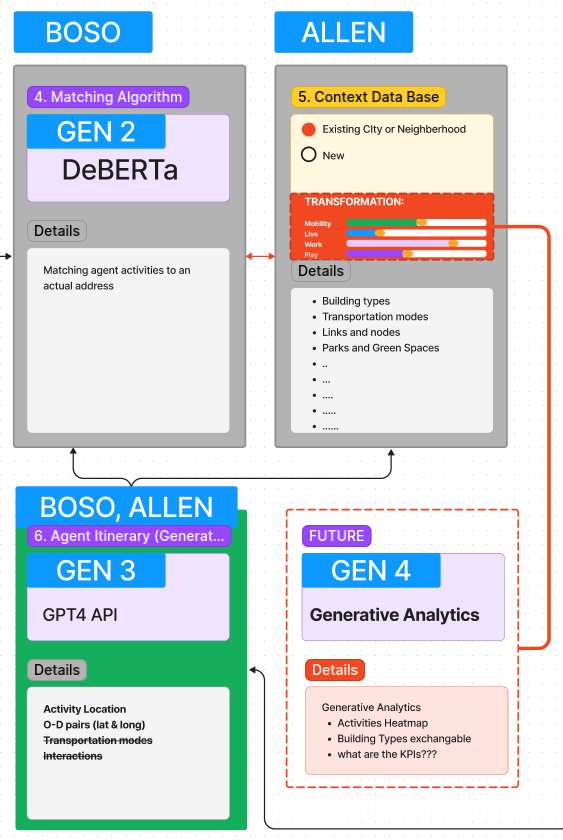 BOSO
4. Matching Algorithm
GEN 2
DeBERTa
Details
Matching agent activities to an
actual address
ALLEN
5. Context Data Base
Existing CIty or Neighberhood
New
TRANSFORMATION:
Mobility
Live
Work
Play
Details
• Building types
• Transportation modes
• Links and nodes
• Parks and Green Spaces
• ..
• ...
• ....
• .....
• ......
BOSO, ALLEN
6. Agent Itinerary (Generat...
GEN 3
GPT4 API
Details
Activity Location
O-D pairs (lat & long)
Transportation modes
Interactions
FUTURE
GEN 4
Generative Analytics
Details
Generative Analytics
• Activities Heatmap
• Building Types exchangable
• what are the KPIs???